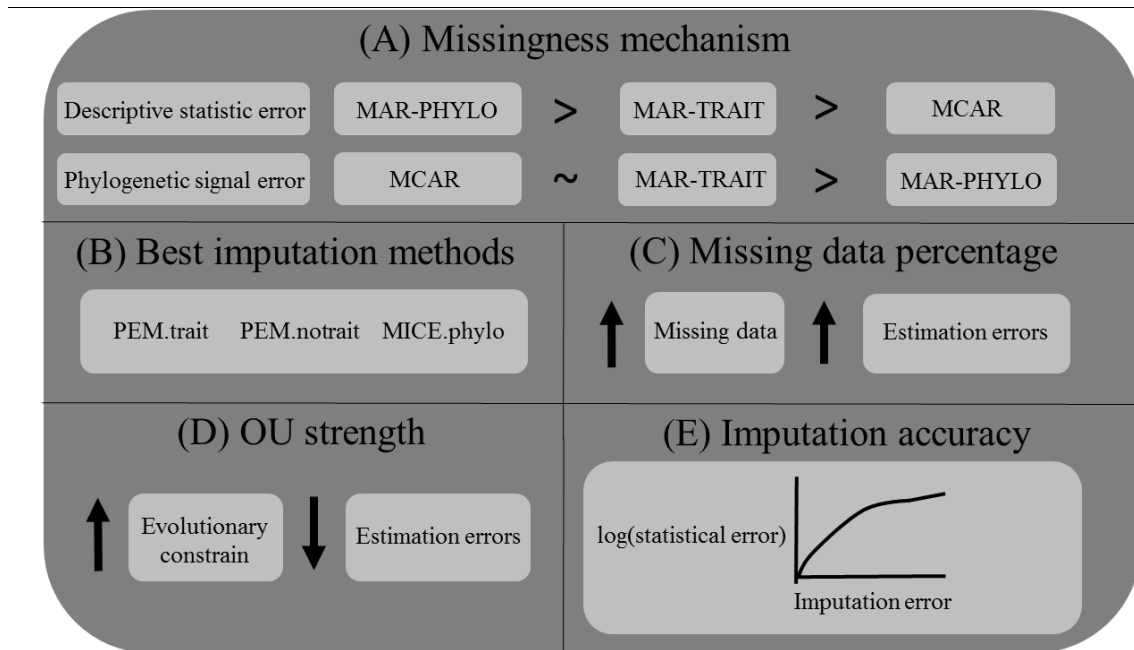 (A) Missingness mechanism
Descriptive statistic error MAR-PHYLO > MAR-TRAIT > MCAR
Phylogenetic signal error MCAR ~ MAR-TRAIT > MAR-PHYLO
(B) Best imputation methods
PEM.trait PEM.notrait MICE.phylo
(C) Missing data percentage
Missing data Estimation errors
(D) OU strength
Evolutionary
constrain
Estimation errors
(E) Imputation accuracy
log(statistical error)
Imputation error